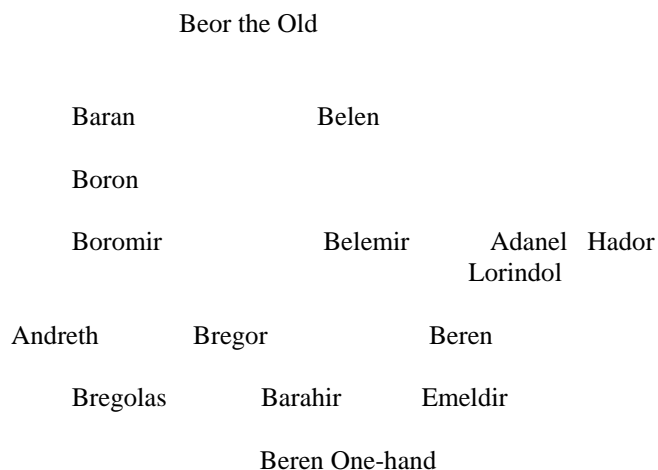 Beor the Old
Baran Belen
Boron
Boromir Belemir Adanel Hador
Lorindol
Andreth Bregor Beren
Bregolas Barahir Emeldir
Beren One-hand